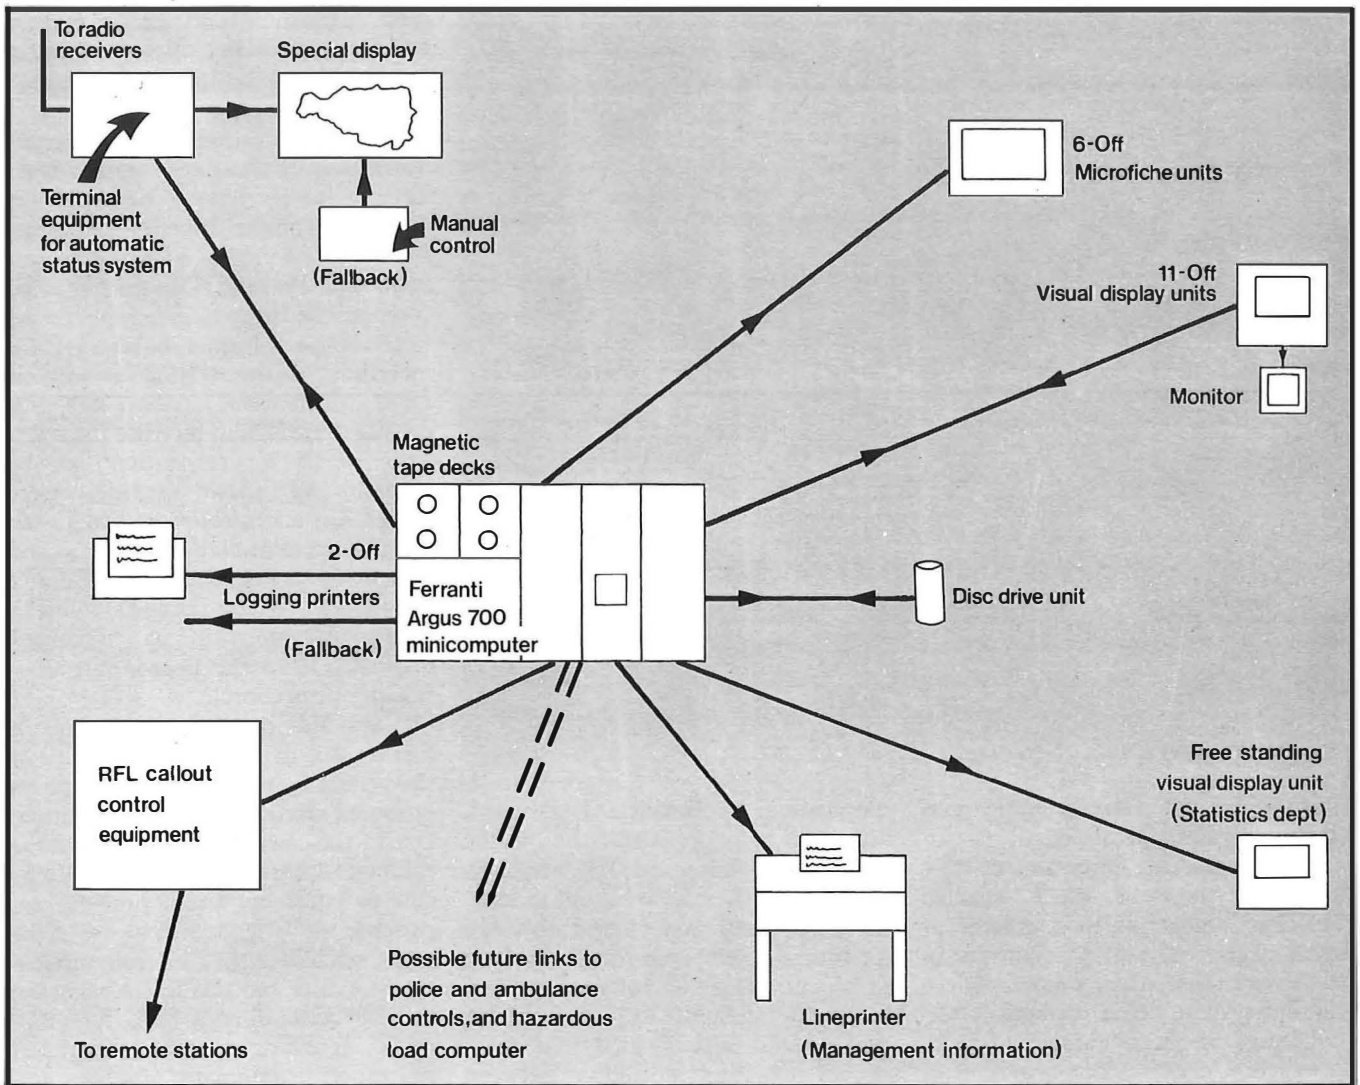 To radio
receivers
Special display
Terminal
equipment
for automatic
status system
Manual
control
(Fallback)
6-Off
Microfiche units
11-Off
Visual display units
Monitor
Magnetic
tape decks
2-Off
Logging printers
(Fallback)
Ferranti
Argus 700
minicomputer
Disc drive unit
RFL callout
control
equipment
To remote stations
Possible future links to
police and ambulance
controls,and hazardous
load computer
Lineprinter
(Management information)
Free standing
visual display unit
(Statistics dept)